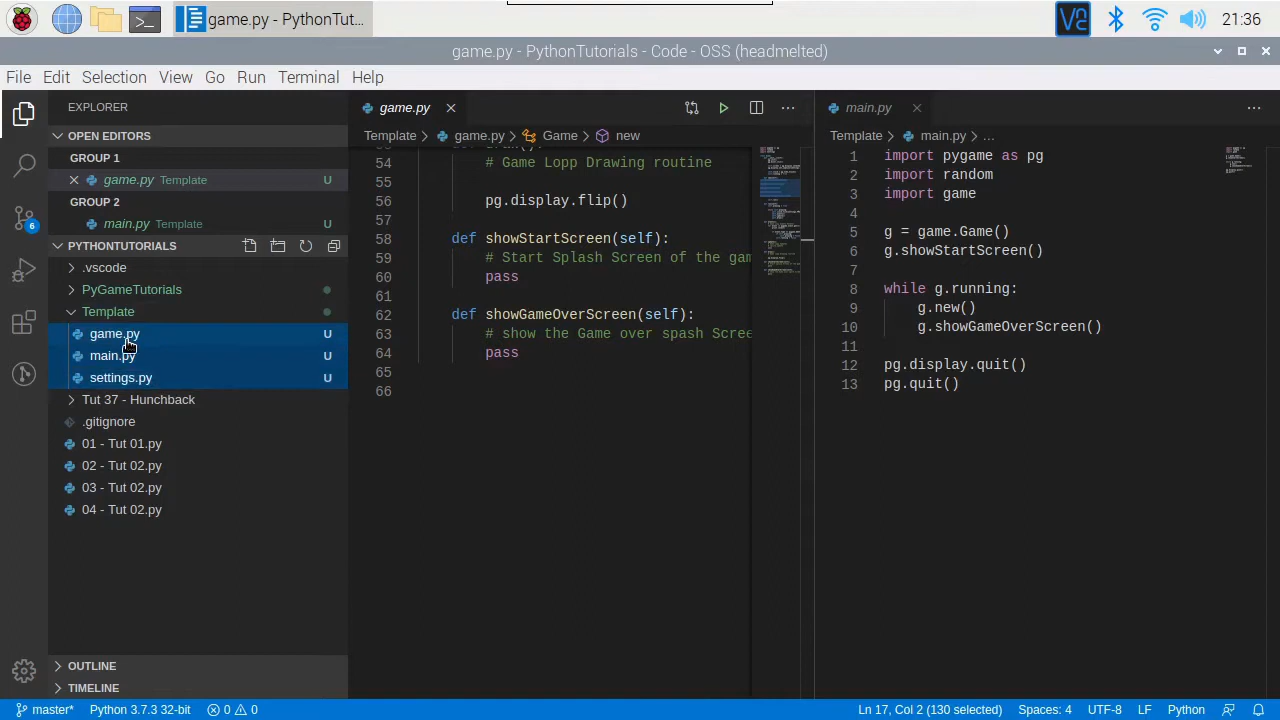 game.py - PythonTut...
VNC
21:36
game.py - PythonTutorials - Code - OSS (headmelted)
File Edit Selection View Go Run Terminal Help
EXPLORER
OPEN EDITORS
GROUP 1
game.py Template U
GROUP 2
main.py Template U
6
PYTHONTUTORIALS
.vscode
PyGameTutorials
Template
game.py U
main.py U
settings.py U
Tut 37 - Hunchback
.gitignore
01 - Tut 01.py
02 - Tut 02.py
03 - Tut 02.py
04 - Tut 02.py
OUTLINE
TIMELINE
game.py
Template > game.py > Game > new
54 # Game Lopp Drawing routine
55
56 pg.display.flip()
57
58 def showStartScreen(self):
59 # Start Splash Screen of the gam
60 pass
61
62 def showGameOverScreen(self):
63 # show the Game over spash Scree
64 pass
65
66
main.py
Template > main.py > ...
1 import pygame as pg
2 import random
3 import game
4
5 g = game.Game()
6 g.showStartScreen()
7
8 while g.running:
9 g.new()
10 g.showGameOverScreen()
11
12 pg.display.quit()
13 pg.quit()
master* Python 3.7.3 32-bit 0 0 Ln 17, Col 2 (130 selected) Spaces: 4 UTF-8 LF Python